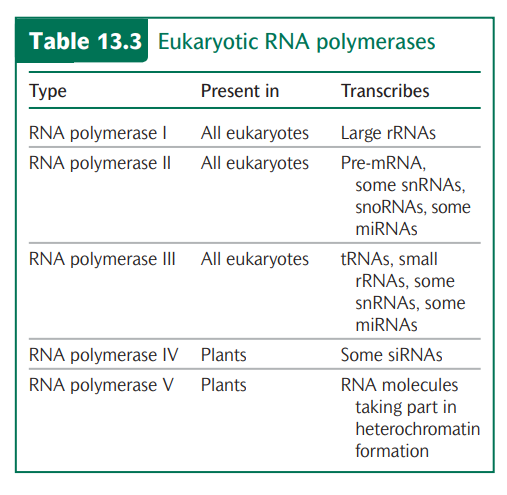 Table 13.3 Eukaryotic RNA polymerases
Type Present in Transcribes
RNA polymerase I All eukaryotes Large rRNAs
RNA polymerase II All eukaryotes Pre-mRNA,
some snRNAs,
snoRNAs, some
miRNAs
RNA polymerase III All eukaryotes tRNAs, small
rRNAs, some
snRNAs, some
miRNAs
RNA polymerase IV Plants Some siRNAs
RNA polymerase V Plants RNA molecules
taking part in
heterochromatin
formation